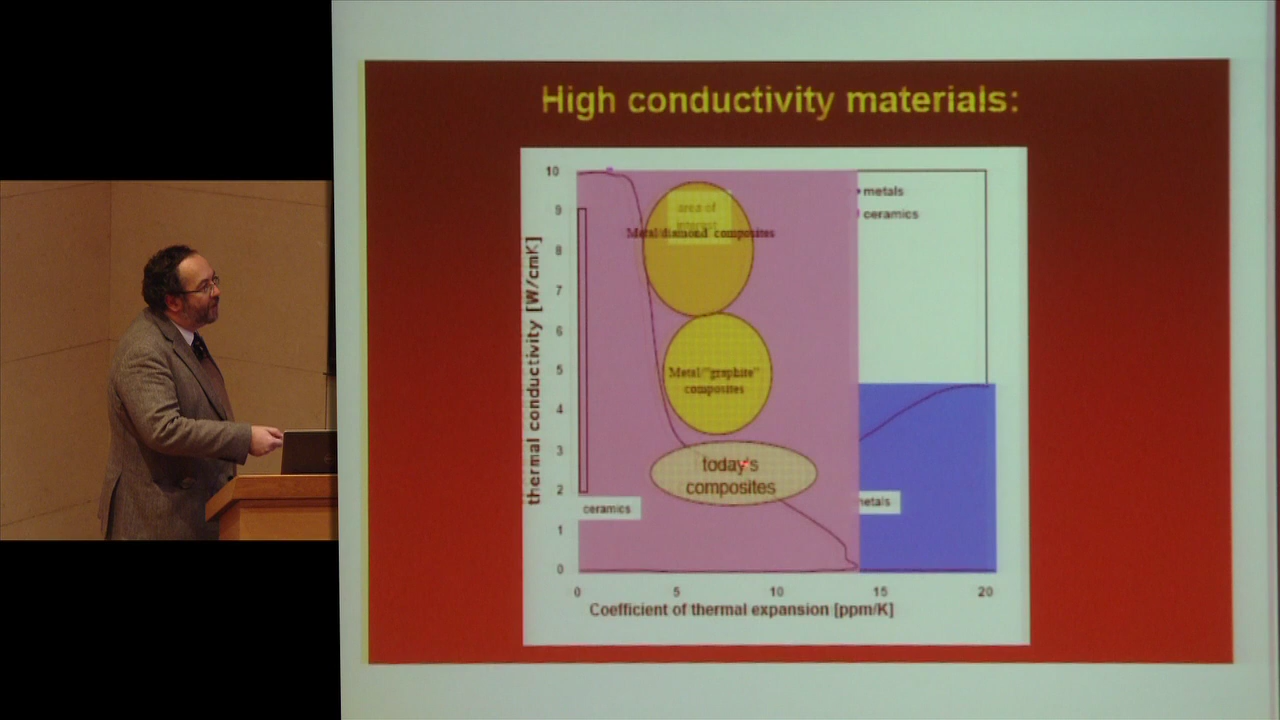 High conductivity materials:
10
9
8
7
6
5
4
3
2
1
0
thermal conductivity [W/cmK]
area of
interest
Metal/diamond composites
Metal/"graphite"
composites
today's
composites
ceramics
metals
ceramics
etals
0 5 10 15 20
Coefficient of thermal expansion [ppm/K]